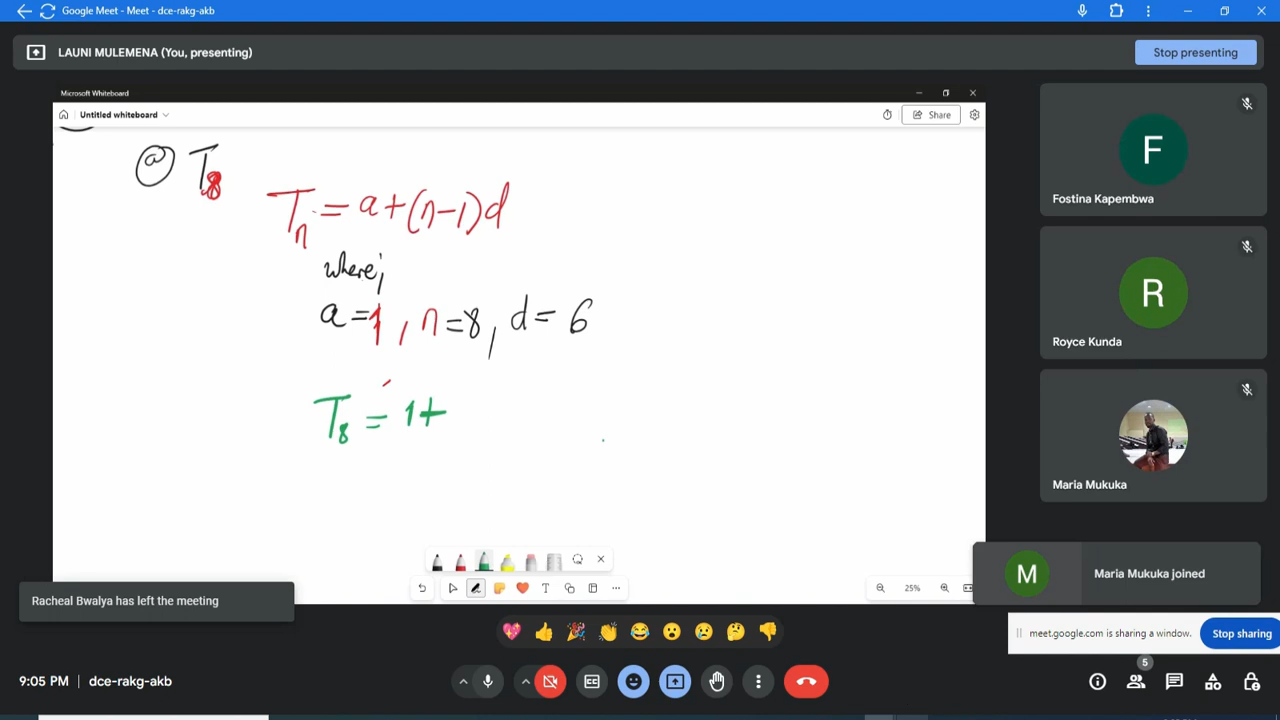 Google Meet - Meet - dce-rakg-akb
LAUNI MULEMENA (You, presenting)
Stop presenting
Microsoft Whiteboard
Untitled whiteboard
Share
a T8
Tn = a+(n-1)d
where;
a=1, n=8, d= 6
T8 = 1+
25%
F
Fostina Kapembwa
R
Royce Kunda
Maria Mukuka
M
Maria Mukuka joined
Racheal Bwalya has left the meeting
meet.google.com is sharing a window.
Stop sharing
9:05 PM
dce-rakg-akb
5